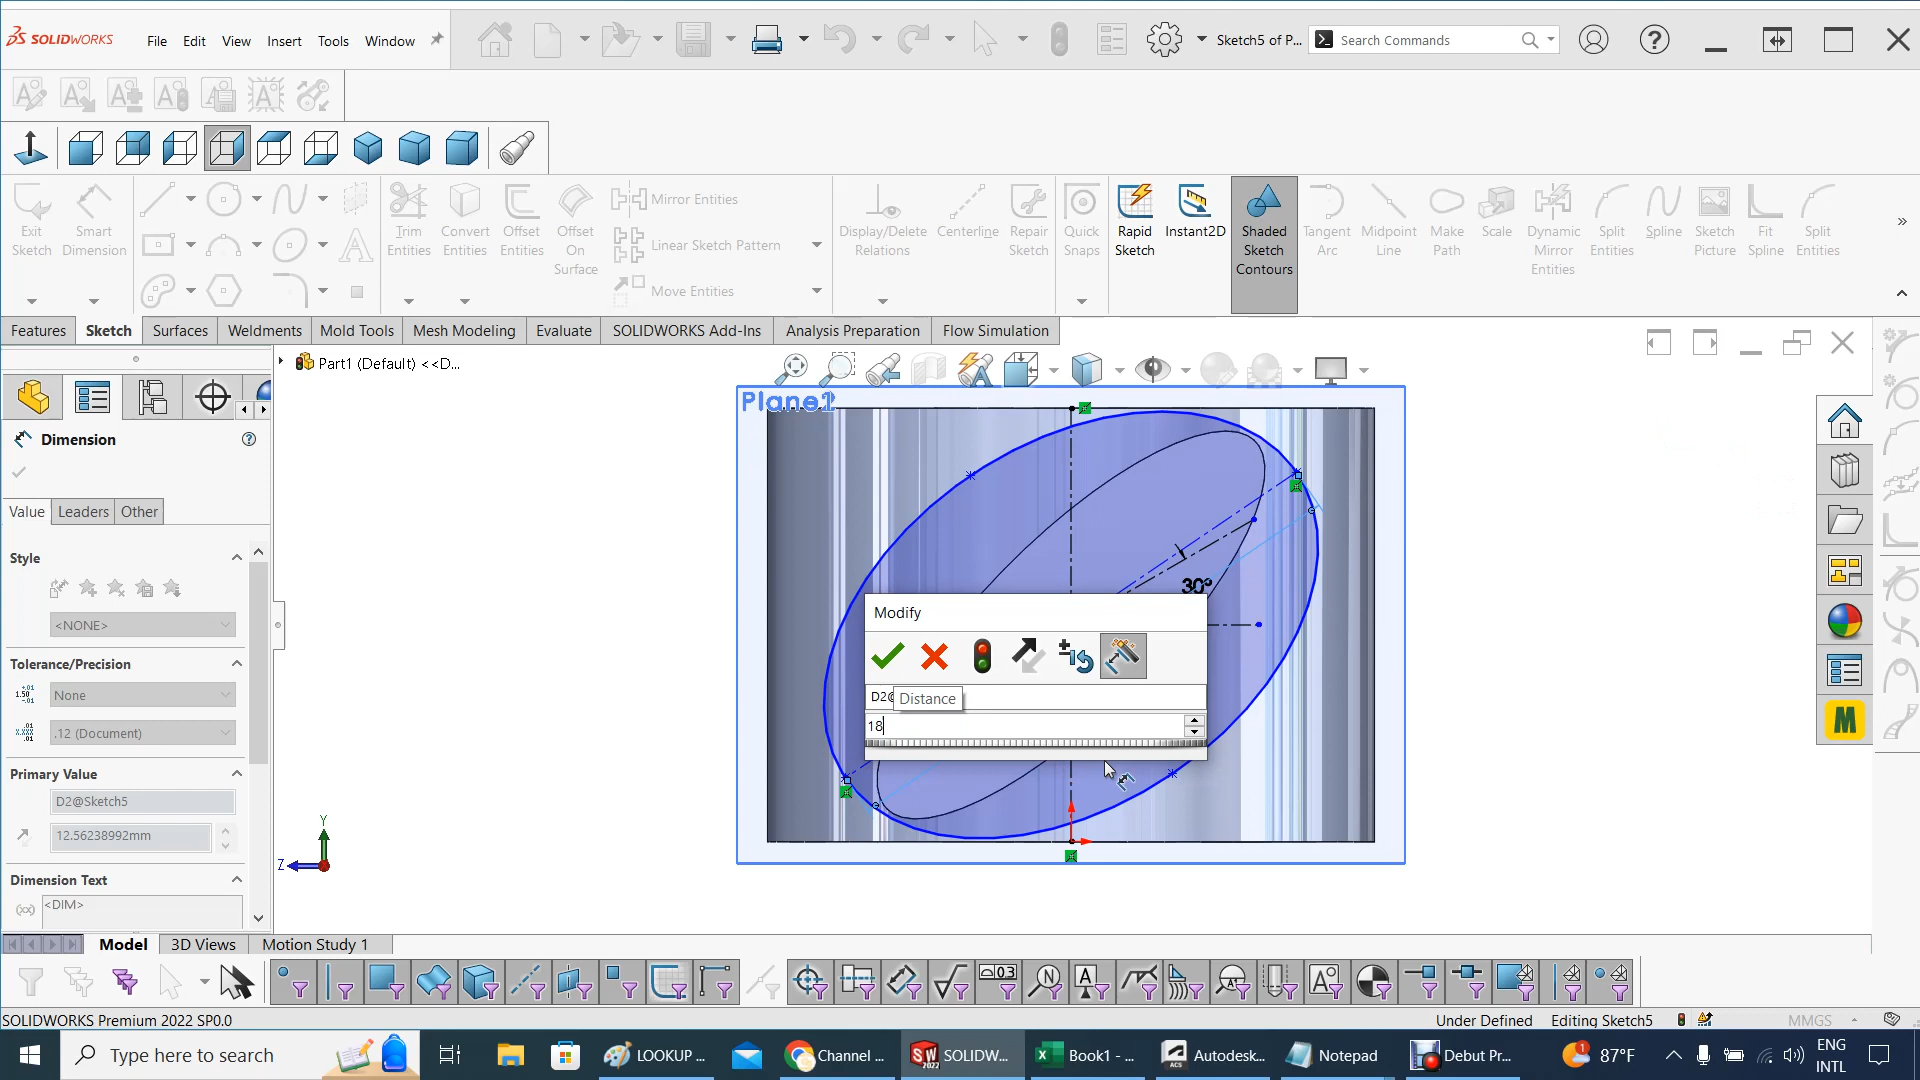 SOLIDWORKS
File Edit View Insert Tools Window
Sketch5 of P...
Search Commands
Exit Sketch
Smart Dimension
Trim Entities
Convert Entities
Offset Entities
Offset On Surface
Mirror Entities
Linear Sketch Pattern
Move Entities
Display/Delete Relations
Centerline
Repair Sketch
Quick Snaps
Rapid Sketch
Instant2D
Shaded Sketch Contours
Tangent Arc
Midpoint Line
Make Path
Scale
Dynamic Mirror Entities
Split Entities
Spline
Sketch Picture
Fit Spline
Split Entities
Features Sketch Surfaces Weldments Mold Tools Mesh Modeling Evaluate SOLIDWORKS Add-Ins Analysis Preparation Flow Simulation
Part1 (Default) <<D...
Dimension
Value Leaders Other
Style
<NONE>
Tolerance/Precision
None
.12 (Document)
Primary Value
D2@Sketch5
12.56238992mm
Dimension Text
<DIM>
30°
Modify
D2@
Distance
18
Y
Z
Model 3D Views Motion Study 1
SOLIDWORKS Premium 2022 SP0.0
Under Defined Editing Sketch5 MMGS
Type here to search
LOOKUP ...
Channel ...
SOLIDW...
Book1 - ...
Autodesk...
Notepad
Debut Pr...
87°F
ENG
INTL